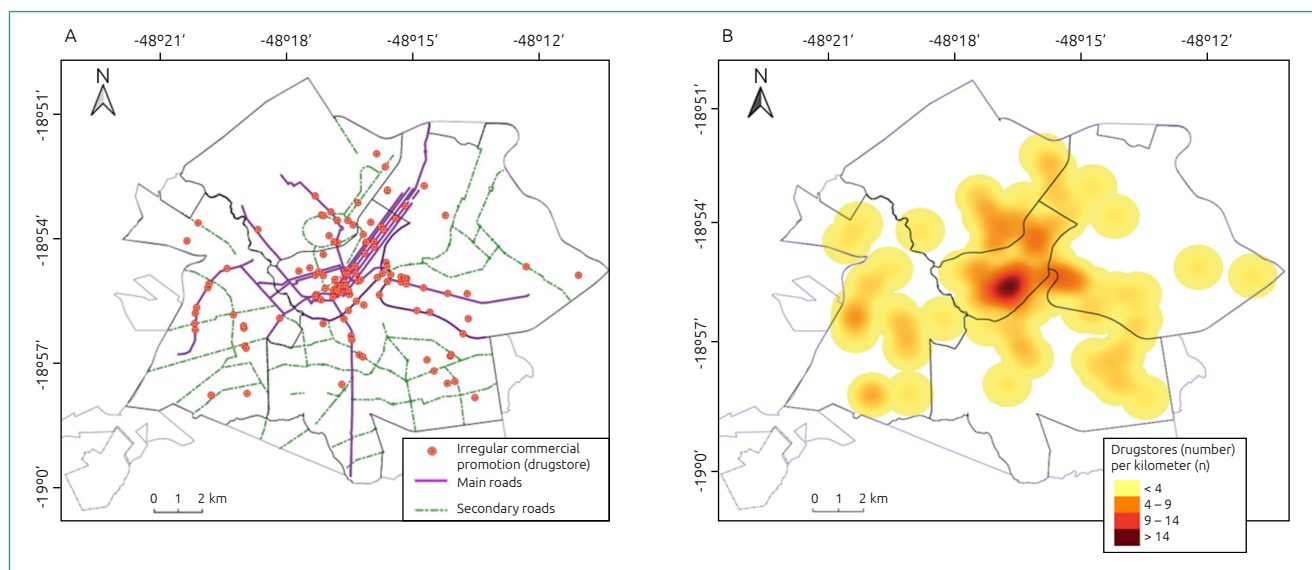 A
-48º21′ -48º18′ -48º15′ -48º12′
N
-18º51′
-18º54′
-18º57′
-19º0′
0 1 2 km
Irregular commercial
promotion (drugstore)
Main roads
Secondary roads
B
-48º21′ -48º18′ -48º15′ -48º12′
N
-18º51′
-18º54′
-18º57′
-19º0′
0 1 2 km
Drugstores (number)
per kilometer (n)
< 4
4 – 9
9 – 14
> 14